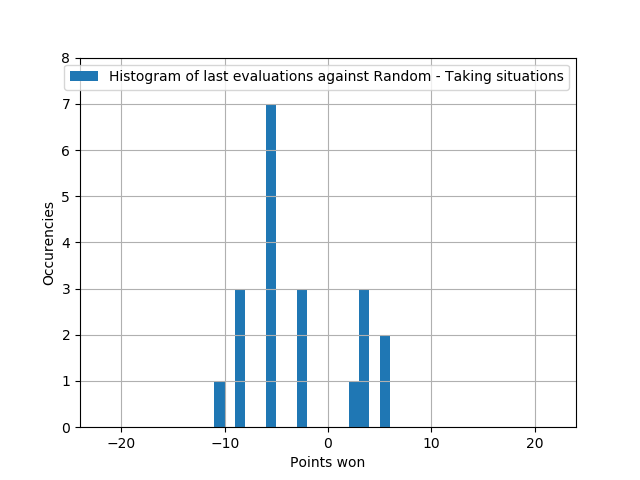 Histogram of last evaluations against Random - Taking situations
8
7
6
5
4
3
2
1
0
Occurencies
−20 −10 0 10 20
Points won